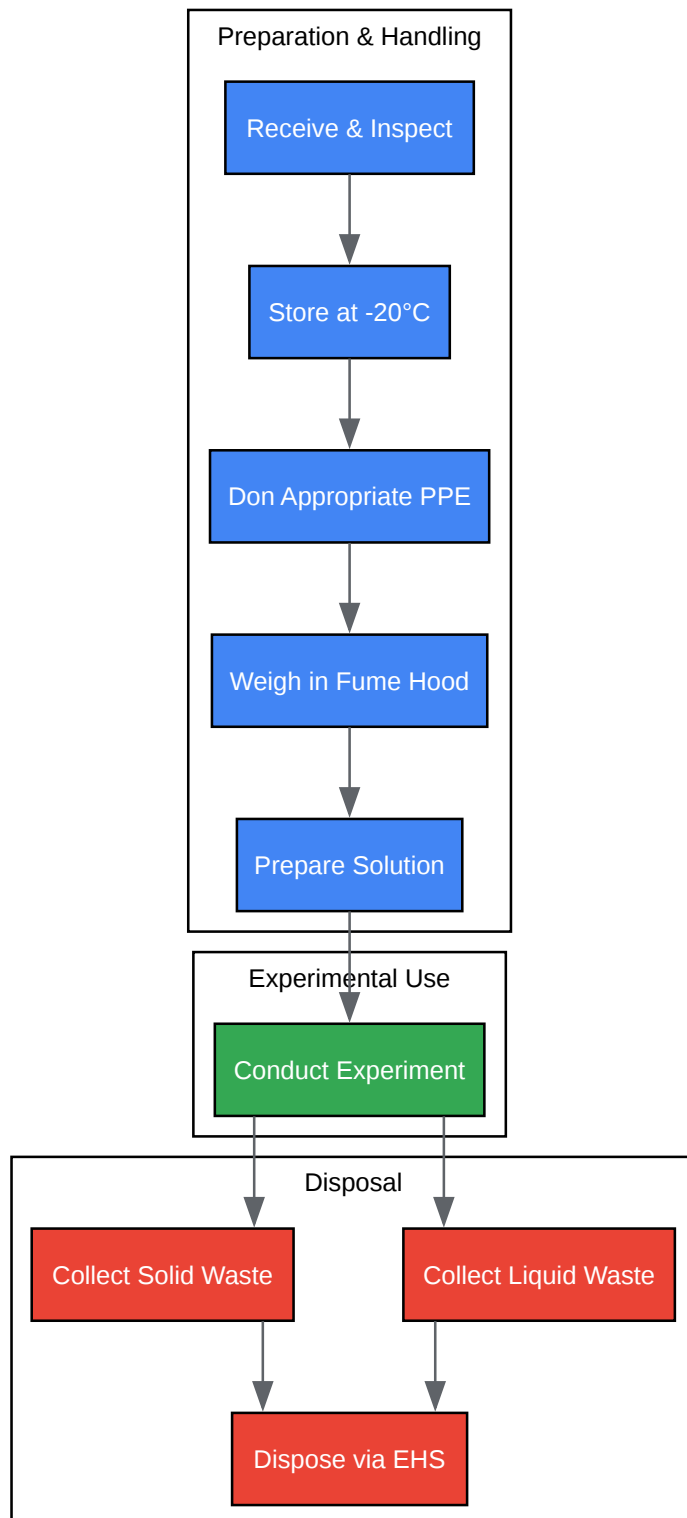 Preparation & Handling
Receive & Inspect
Store at -20°C
Don Appropriate PPE
Weigh in Fume Hood
Prepare Solution
Experimental Use
Conduct Experiment
Disposal
Collect Solid Waste
Collect Liquid Waste
Dispose via EHS